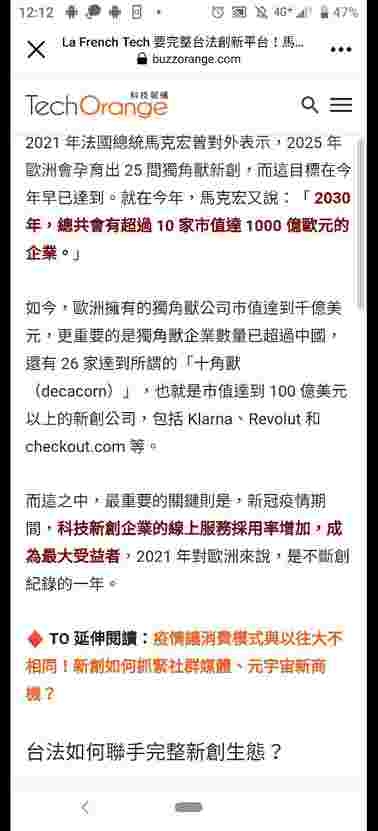 12:12
4G+
47%
La French Tech 要完整台法創新平台！馬...
buzzorange.com
科技報橘
TechOrange
2021 年法國總統馬克宏曾對外表示，2025 年
歐洲會孕育出 25 間獨角獸新創，而這目標在今
年早已達到。就在今年，馬克宏又說：「 2030
年，總共會有超過 10 家市值達 1000 億歐元的
企業。」
如今，歐洲擁有的獨角獸公司市值達到千億美
元，更重要的是獨角獸企業數量已超過中國，
還有 26 家達到所謂的「十角獸
（decacorn）」，也就是市值達到 100 億美元
以上的新創公司，包括 Klarna、Revolut 和
checkout.com 等。
而這之中，最重要的關鍵則是，新冠疫情期
間，科技新創企業的線上服務採用率增加，成
為最大受益者，2021 年對歐洲來說，是不斷創
紀錄的一年。
TO 延伸閱讀：疫情讓消費模式與以往大不
相同！新創如何抓緊社群媒體、元宇宙新商
機？
台法如何聯手完整新創生態？